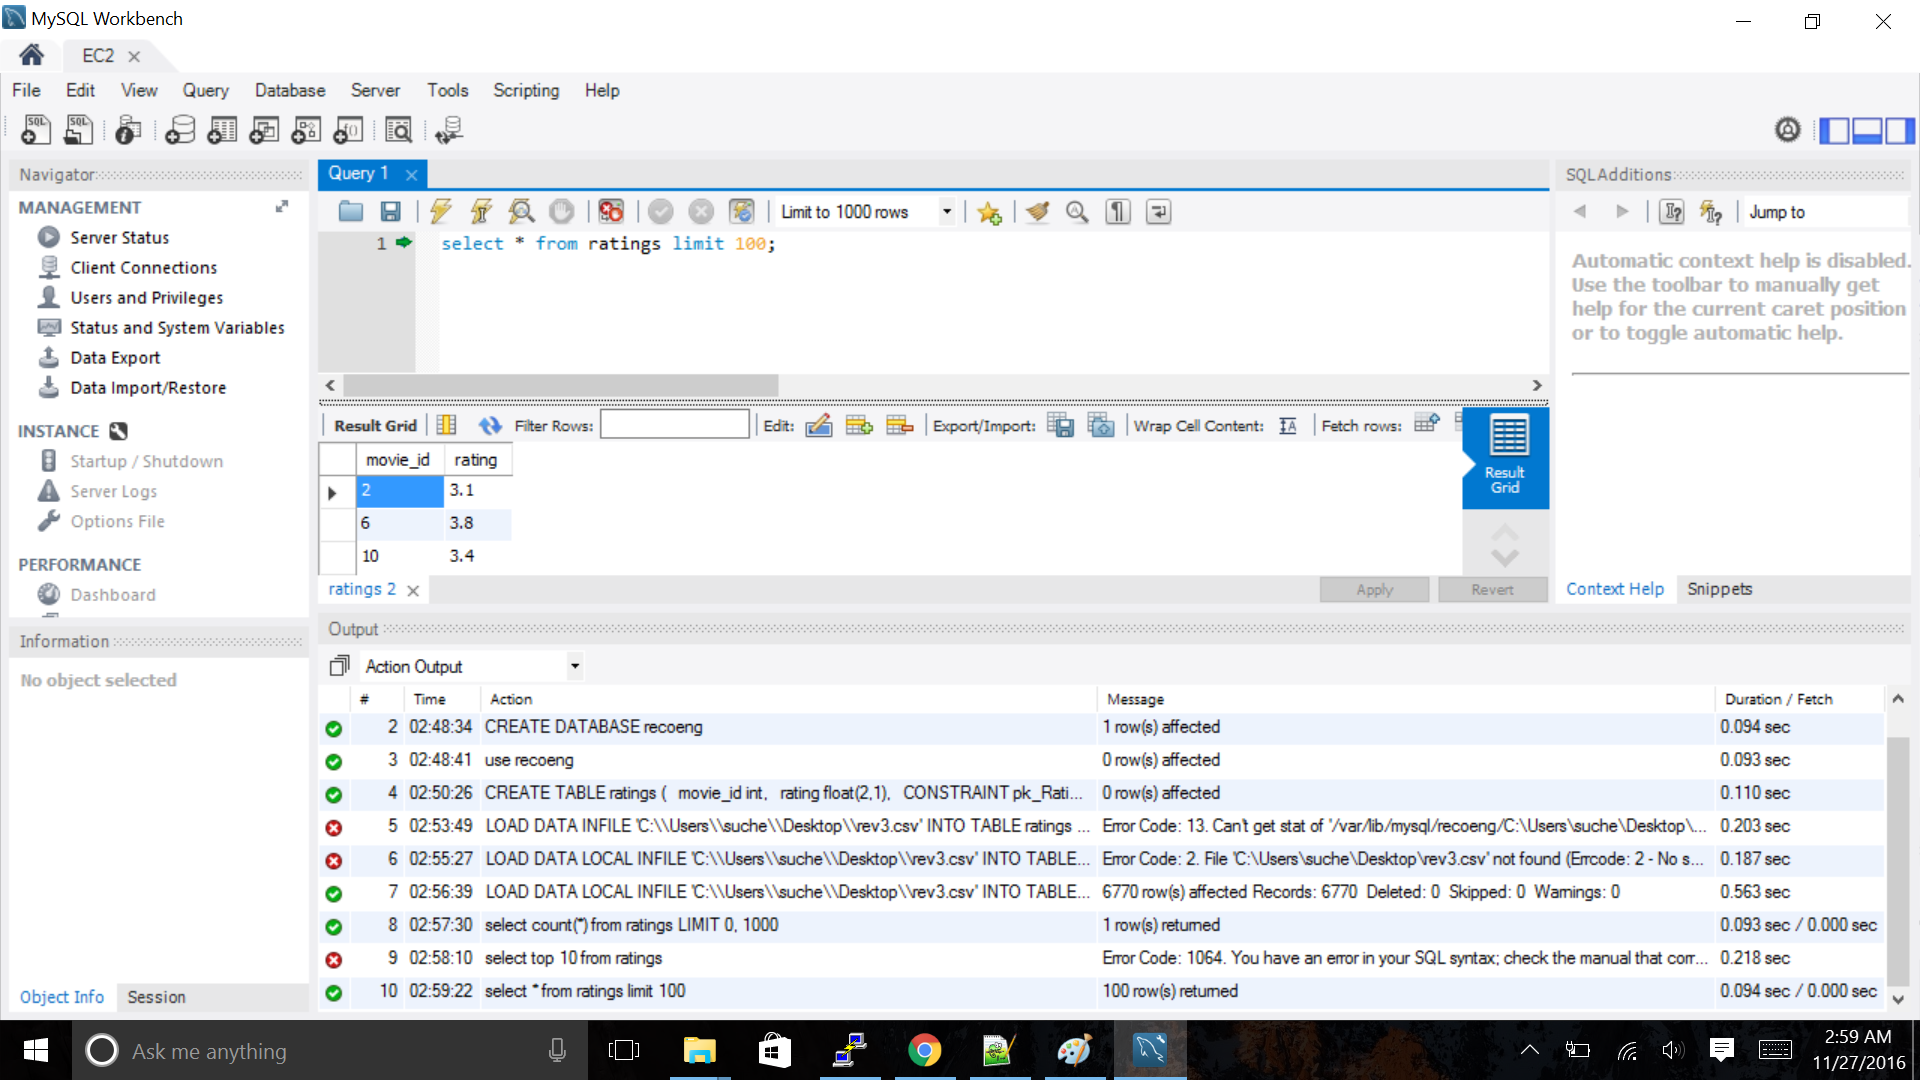 MySQL Workbench
EC2
File Edit View Query Database Server Tools Scripting Help
Navigator
MANAGEMENT
Server Status
Client Connections
Users and Privileges
Status and System Variables
Data Export
Data Import/Restore
INSTANCE
Startup / Shutdown
Server Logs
Options File
PERFORMANCE
Dashboard
Information
No object selected
Object Info Session
Query 1
Limit to 1000 rows
1 select * from ratings limit 100;
Result Grid Filter Rows: Edit: Export/Import: Wrap Cell Content: Fetch rows:
movie_id rating
2 3.1
6 3.8
10 3.4
Result
Grid
ratings 2 Apply Revert
SQLAdditions
Jump to
Automatic context help is disabled.
Use the toolbar to manually get
help for the current caret position
or to toggle automatic help.
Context Help Snippets
Output
Action Output
# Time Action Message Duration / Fetch
2 02:48:34 CREATE DATABASE recoeng 1 row(s) affected 0.094 sec
3 02:48:41 use recoeng 0 row(s) affected 0.093 sec
4 02:50:26 CREATE TABLE ratings ( movie_id int, rating float(2,1), CONSTRAINT pk_Rati... 0 row(s) affected 0.110 sec
5 02:53:49 LOAD DATA INFILE 'C:\\Users\\suche\\Desktop\\rev3.csv' INTO TABLE ratings ... Error Code: 13. Can't get stat of '/var/lib/mysql/recoeng/C:\Users\suche\Desktop\... 0.203 sec
6 02:55:27 LOAD DATA LOCAL INFILE 'C:\\Users\\suche\\Desktop\\rev3.csv' INTO TABLE... Error Code: 2. File 'C:\Users\suche\Desktop\rev3.csv' not found (Errcode: 2 - No s... 0.187 sec
7 02:56:39 LOAD DATA LOCAL INFILE 'C:\\Users\\suche\\Desktop\\rev3.csv' INTO TABLE... 6770 row(s) affected Records: 6770 Deleted: 0 Skipped: 0 Warnings: 0 0.563 sec
8 02:57:30 select count(*) from ratings LIMIT 0, 1000 1 row(s) returned 0.093 sec / 0.000 sec
9 02:58:10 select top 10 from ratings Error Code: 1064. You have an error in your SQL syntax; check the manual that corr... 0.218 sec
10 02:59:22 select * from ratings limit 100 100 row(s) returned 0.094 sec / 0.000 sec
Ask me anything
2:59 AM
11/27/2016